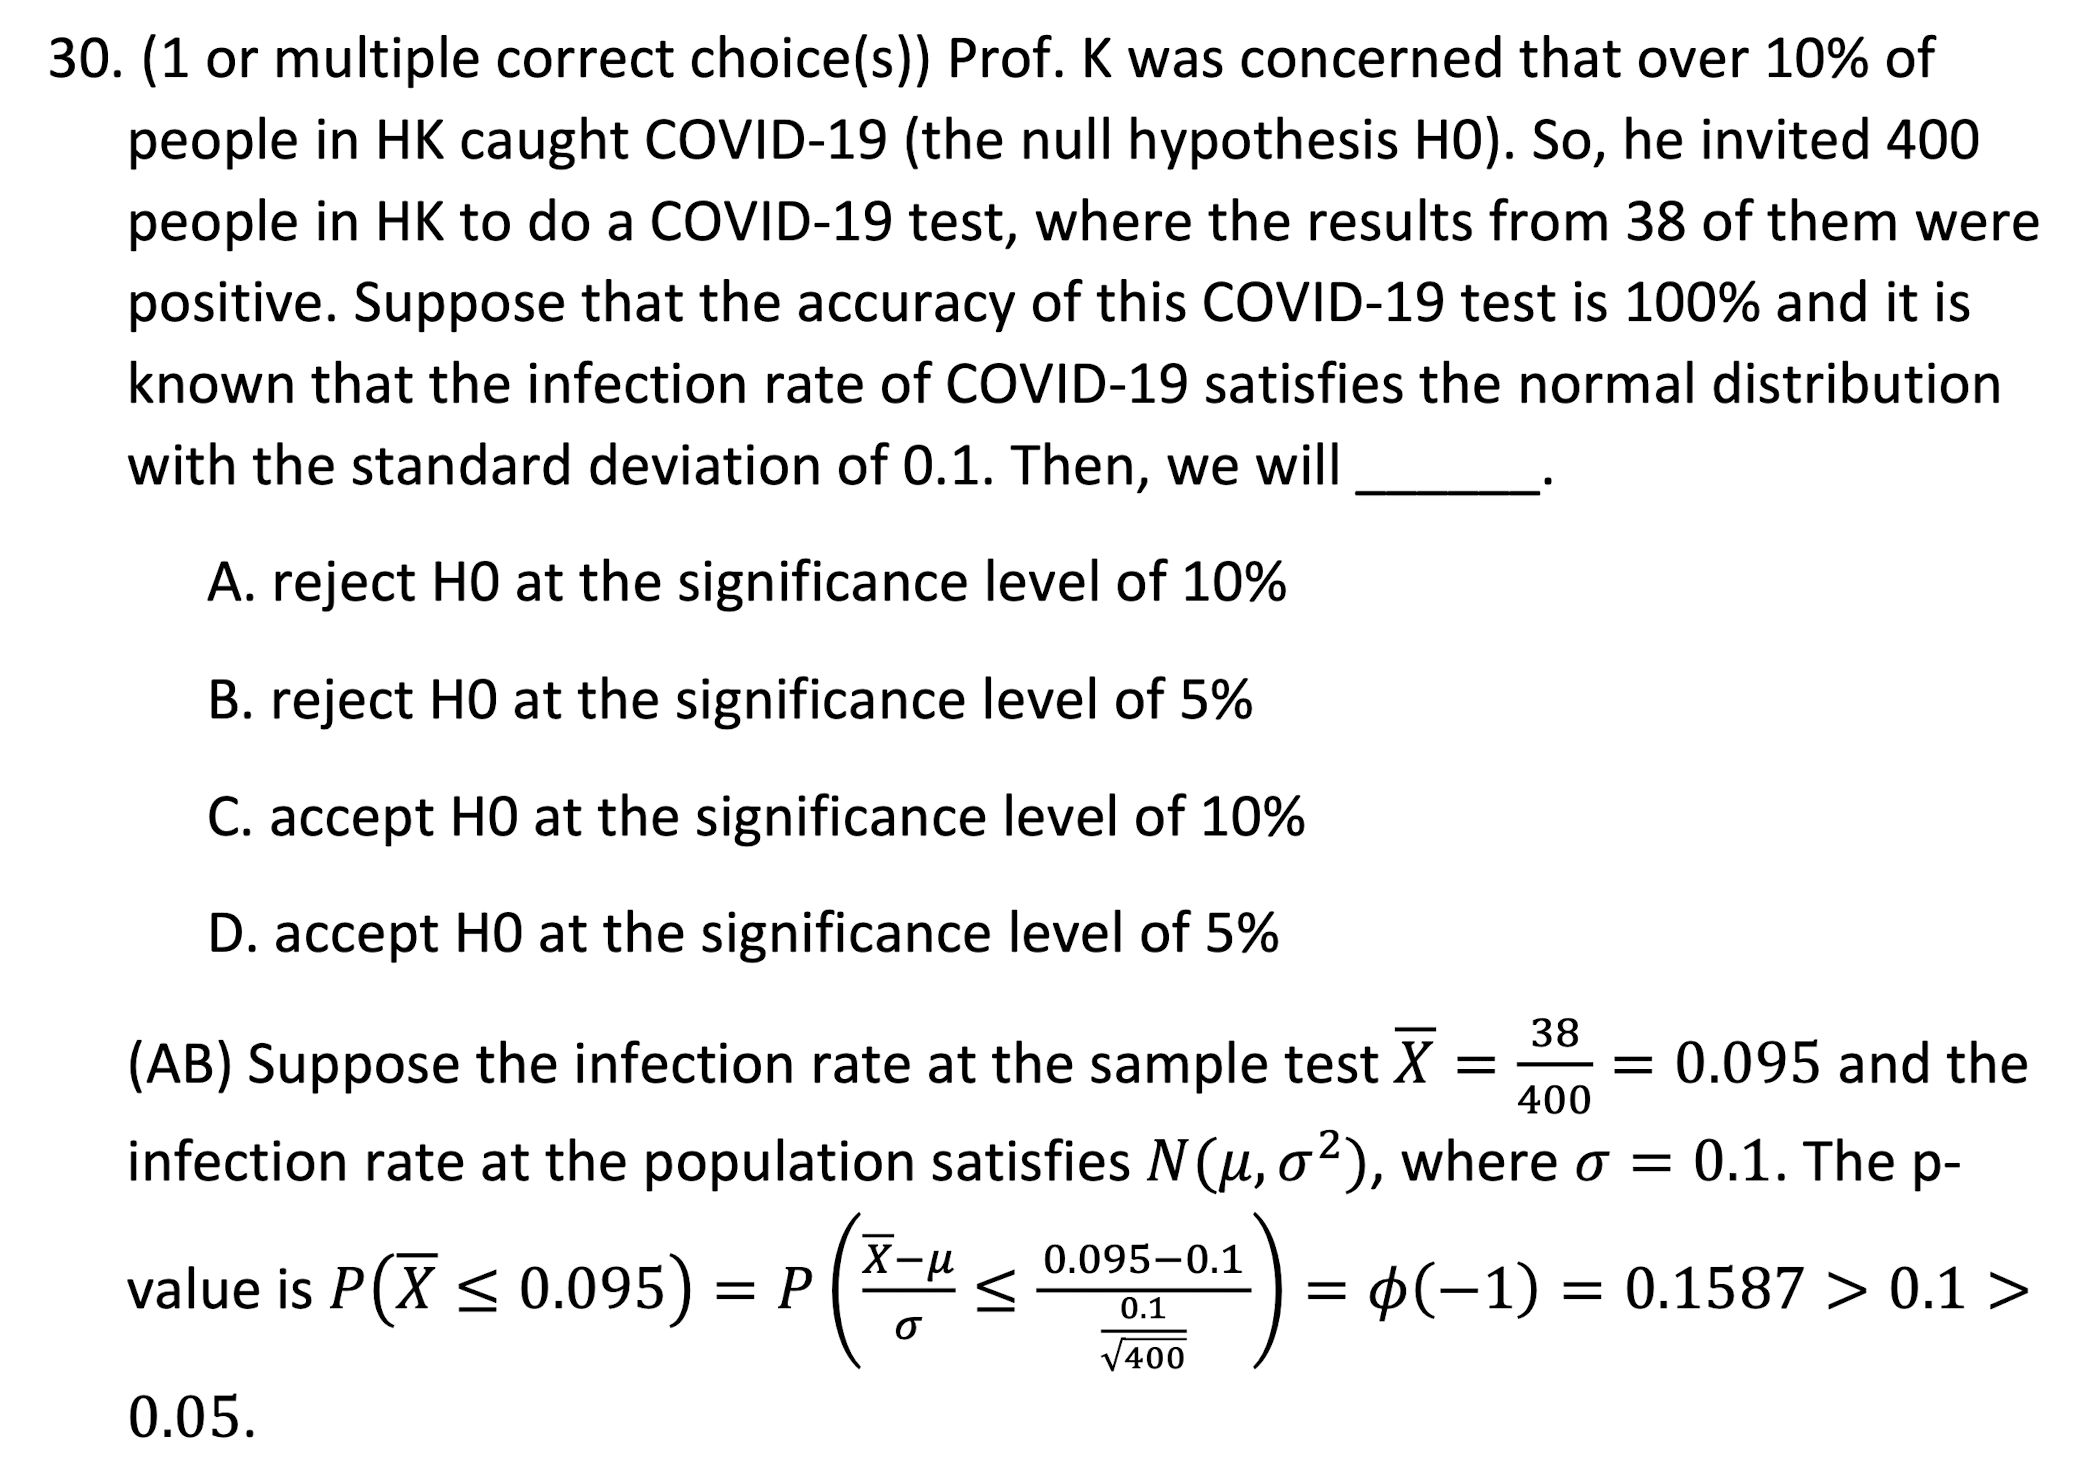 30. (1 or multiple correct choice(s)) Prof. K was concerned that over 10% of
people in HK caught COVID-19 (the null hypothesis H0). So, he invited 400
people in HK to do a COVID-19 test, where the results from 38 of them were
positive. Suppose that the accuracy of this COVID-19 test is 100% and it is
known that the infection rate of COVID-19 satisfies the normal distribution
with the standard deviation of 0.1. Then, we will ______.
A. reject H0 at the significance level of 10%
B. reject H0 at the significance level of 5%
C. accept H0 at the significance level of 10%
D. accept H0 at the significance level of 5%
(AB) Suppose the infection rate at the sample test $\overline{X} = \frac{38}{400} = 0.095$ and the
infection rate at the population satisfies $N(\mu, \sigma^2)$, where $\sigma = 0.1$. The p-
value is $P(\overline{X} \leq 0.095) = P\left(\frac{\overline{X}-\mu}{\sigma} \leq \frac{0.095-0.1}{\frac{0.1}{\sqrt{400}}}\right) = \phi(-1) = 0.1587 > 0.1 >$
0.05.